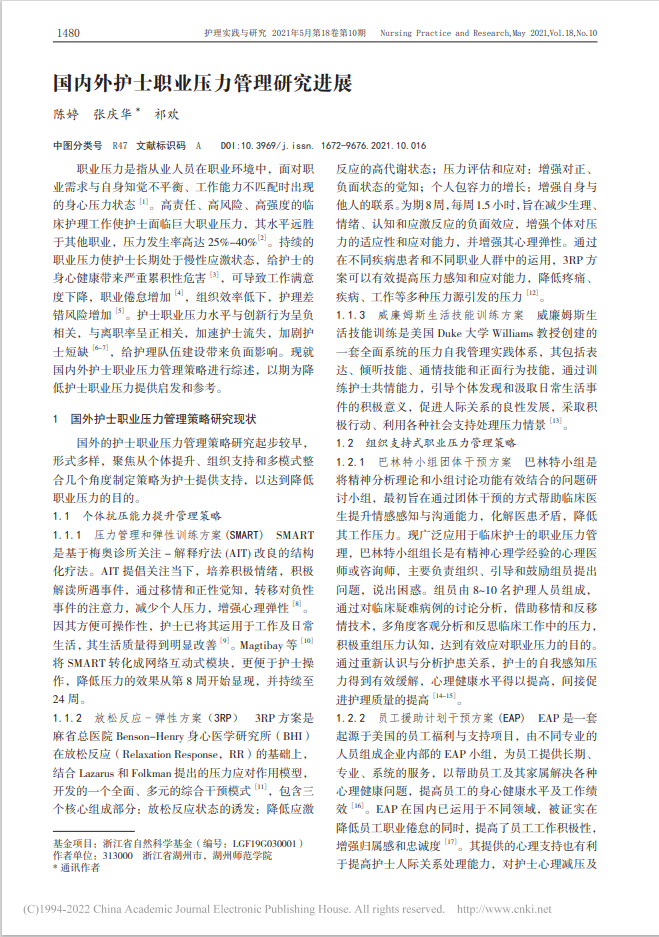 1480
护理实践与研究 2021年5月第18卷第10期 Nursing Practice and Research,May 2021,Vol.18,No.10
国内外护士职业压力管理研究进展
陈婷 张庆华* 祁欢
中图分类号 R47 文献标识码 A DOI:10.3969/j.issn. 1672-9676.2021.10.016
职业压力是指从业人员在职业环境中，面对职
业需求与自身知觉不平衡、工作能力不匹配时出现
的身心压力状态 [1]。高责任、高风险、高强度的临
床护理工作使护士面临巨大职业压力，其水平远胜
于其他职业，压力发生率高达 25%~40%[2]。持续的
职业压力使护士长期处于慢性应激状态，给护士的
身心健康带来严重累积性危害 [3]，可导致工作满意
度下降，职业倦怠增加 [4]，组织效率低下，护理差
错风险增加 [5]。护士职业压力水平与创新行为呈负
相关，与离职率呈正相关，加速护士流失，加剧护
士短缺 [6-7]，给护理队伍建设带来负面影响。现就
国内外护士职业压力管理策略进行综述，以期为降
低护士职业压力提供启发和参考。
1 国外护士职业压力管理策略研究现状
国外的护士职业压力管理策略研究起步较早，
形式多样，聚焦从个体提升、组织支持和多模式整
合几个角度制定策略为护士提供支持，以达到降低
职业压力的目的。
1.1 个体抗压能力提升管理策略
1.1.1 压力管理和弹性训练方案(SMART) SMART
是基于梅奥诊所关注－解释疗法 (AIT) 改良的结构
化疗法。AIT 提倡关注当下，培养积极情绪，积极
解读所遇事件，通过移情和正性觉知，转移对负性
事件的注意力，减少个人压力，增强心理弹性 [8]。
因其方便可操作性，护士已将其运用于工作及日常
生活，其生活质量得到明显改善 [9]。Magtibay 等 [10]
将 SMART 转化成网络互动式模块，更便于护士操
作，降低压力的效果从第 8 周开始显现，并持续至
24 周。
1.1.2 放松反应－弹性方案（3RP） 3RP 方案是
麻省总医院 Benson-Henry 身心医学研究所（BHI）
在放松反应（Relaxation Response，RR）的基础上，
结合 Lazarus 和 Folkman 提出的压力应对作用模型，
开发的一个全面、多元的综合干预模式 [11]，包含三
个核心组成部分；放松反应状态的诱发；降低应激
基金项目：浙江省自然科学基金（编号：LGF19G030001）
作者单位：313000 浙江省湖州市，湖州师范学院
* 通讯作者
反应的高代谢状态；压力评估和应对：增强对正、
负面状态的觉知；个人包容力的增长：增强自身与
他人的联系。为期 8 周，每周 1.5 小时，旨在减少生理、
情绪、认知和应激反应的负面效应，增强个体对压
力的适应性和应对能力，并增强其心理弹性。通过
在不同疾病患者和不同职业人群中的运用，3RP 方
案可以有效提高压力感知和应对能力，降低疼痛、
疾病、工作等多种压力源引发的压力 [12]。
1.1.3 威廉姆斯生活技能训练方案 威廉姆斯生
活技能训练是美国 Duke 大学 Williams 教授创建的
一套全面系统的压力自我管理实践体系，其包括表
达、倾听技能、通情技能和正面行为技能，通过训
练护士共情能力，引导个体发现和汲取日常生活事
件的积极意义，促进人际关系的良性发展，采取积
极行动、利用各种社会支持处理压力情景 [13]。
1.2 组织支持式职业压力管理策略
1.2.1 巴林特小组团体干预方案 巴林特小组是
将精神分析理论和小组讨论功能有效结合的问题研
讨小组，最初旨在通过团体干预的方式帮助临床医
生提升情感感知与沟通能力，化解医患矛盾，降低
其工作压力。现广泛应用于临床护士的职业压力管
理，巴林特小组组长是有精神心理学经验的心理医
师或咨询师，主要负责组织、引导和鼓励组员提出
问题，说出困惑。组员由 8~10 名护理人员组成，
通过对临床疑难病例的讨论分析，借助移情和反移
情技术，多角度客观分析和反思临床工作中的压力，
积极重组压力认知，达到有效应对职业压力的目的。
通过重新认识与分析护患关系，护士的自我感知压
力得到有效缓解，心理健康水平得以提高，间接促
进护理质量的提高 [14-15]。
1.2.2 员工援助计划干预方案 (EAP) EAP 是一套
起源于美国的员工福利与支持项目，由不同专业的
人员组成企业内部的 EAP 小组，为员工提供长期、
专业、系统的服务，以帮助员工及其家属解决各种
心理健康问题，提高员工的身心健康水平及工作绩
效 [16]。EAP 在国内已运用于不同领域，被证实在
降低员工职业倦怠的同时，提高了员工工作积极性，
增强归属感和忠诚度 [17]。其提供的心理支持也有利
于提高护士人际关系处理能力，对护士心理减压及
(C)1994-2022 China Academic Journal Electronic Publishing House. All rights reserved. http://www.cnki.net